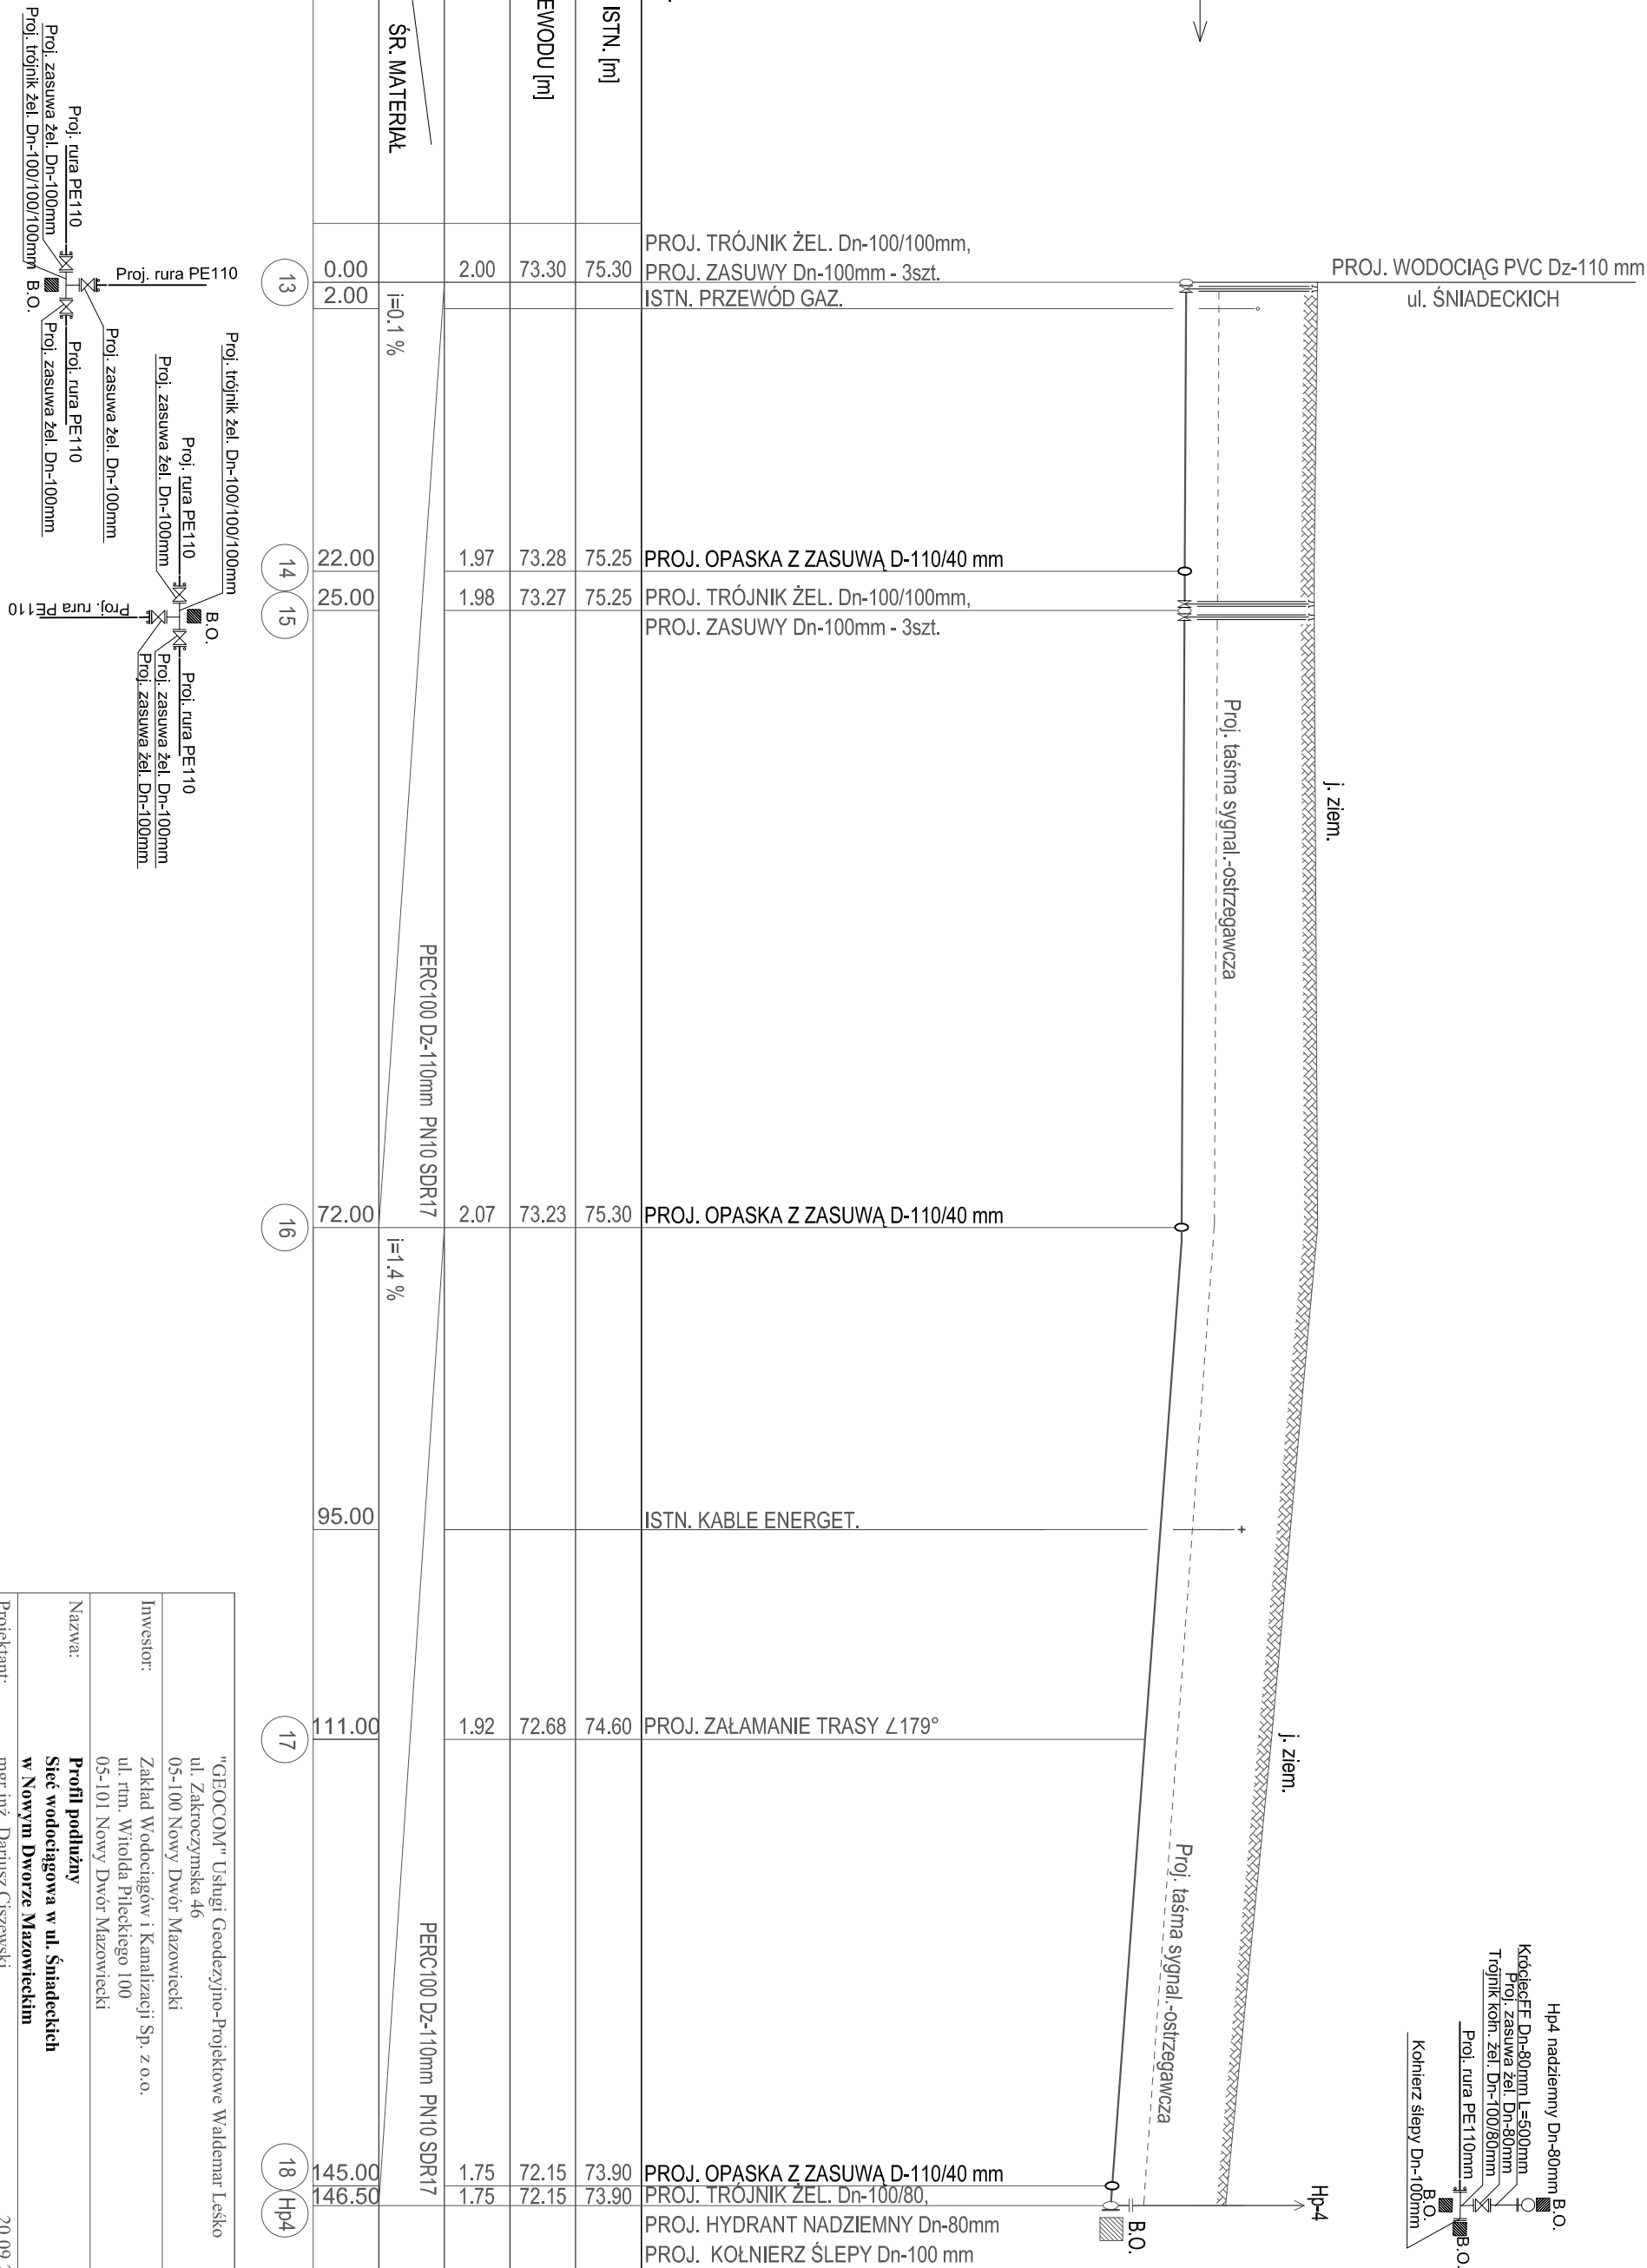 ISTN. [m]
EWODU [m]
ŚR. MATERIAŁ
PROJ. WODOCIĄG PVC Dz-110 mm
ul. ŚNIADECKICH
13
0.00
2.00
73.30
75.30
PROJ. TRÓJNIK ŻEL. Dn-100/100mm,
PROJ. ZASUWY Dn-100mm - 3szt.
2.00
ISTN. PRZEWÓD GAZ.
i=0.1 %
14
22.00
1.97
73.28
75.25
PROJ. OPASKA Z ZASUWĄ D-110/40 mm
15
25.00
1.98
73.27
75.25
PROJ. TRÓJNIK ŻEL. Dn-100/100mm,
PROJ. ZASUWY Dn-100mm - 3szt.
Proj. taśma sygnal.-ostrzegawcza
j. ziem.
PERC100 Dz-110mm PN10 SDR17
16
72.00
2.07
73.23
75.30
PROJ. OPASKA Z ZASUWĄ D-110/40 mm
i=1.4 %
95.00
ISTN. KABLE ENERGET.
17
111.00
1.92
72.68
74.60
PROJ. ZAŁAMANIE TRASY ∠179°
j. ziem.
Proj. taśma sygnal.-ostrzegawcza
PERC100 Dz-110mm PN10 SDR17
18
145.00
1.75
72.15
73.90
PROJ. OPASKA Z ZASUWĄ D-110/40 mm
Hp4
146.50
1.75
72.15
73.90
PROJ. TRÓJNIK ŻEL. Dn-100/80,
PROJ. HYDRANT NADZIEMNY Dn-80mm
PROJ. KOŁNIERZ ŚLEPY Dn-100 mm
B.O.
Hp-4
Hp4 nadziemny Dn-80mm
B.O.
KróciecFF Dn-80mm L=500mm
Proj. zasuwa żel. Dn-80mm
Trójnik kołn. żel. Dn-100/80mm
Proj. rura PE110mm
B.O.
B.O.
Kołnierz ślepy Dn-100mm
Proj. rura PE110
Proj. zasuwa żel. Dn-100mm
Proj. trójnik żel. Dn-100/100/100mm
B.O.
Proj. rura PE110
Proj. zasuwa żel. Dn-100mm
Proj. rura PE110
Proj. zasuwa żel. Dn-100mm
Proj. trójnik żel. Dn-100/100/100mm
Proj. rura PE110
Proj. zasuwa żel. Dn-100mm
B.O.
Proj. rura PE110
Proj. rura PE110
Proj. zasuwa żel. Dn-100mm
Proj. zasuwa żel. Dn-100mm
"GEOCOM" Usługi Geodezyjno-Projektowe Waldemar Leśko
ul. Zakroczymska 46
05-100 Nowy Dwór Mazowiecki
Inwestor:
Zakład Wodociągów i Kanalizacji Sp. z o.o.
ul. rtm. Witolda Pileckiego 100
05-101 Nowy Dwór Mazowiecki
Nazwa:
Profil podłużny
Sieć wodociągowa w ul. Śniadeckich
w Nowym Dworze Mazowieckim
Projektant:
mgr inż. Dariusz Ciszewski
20.09.